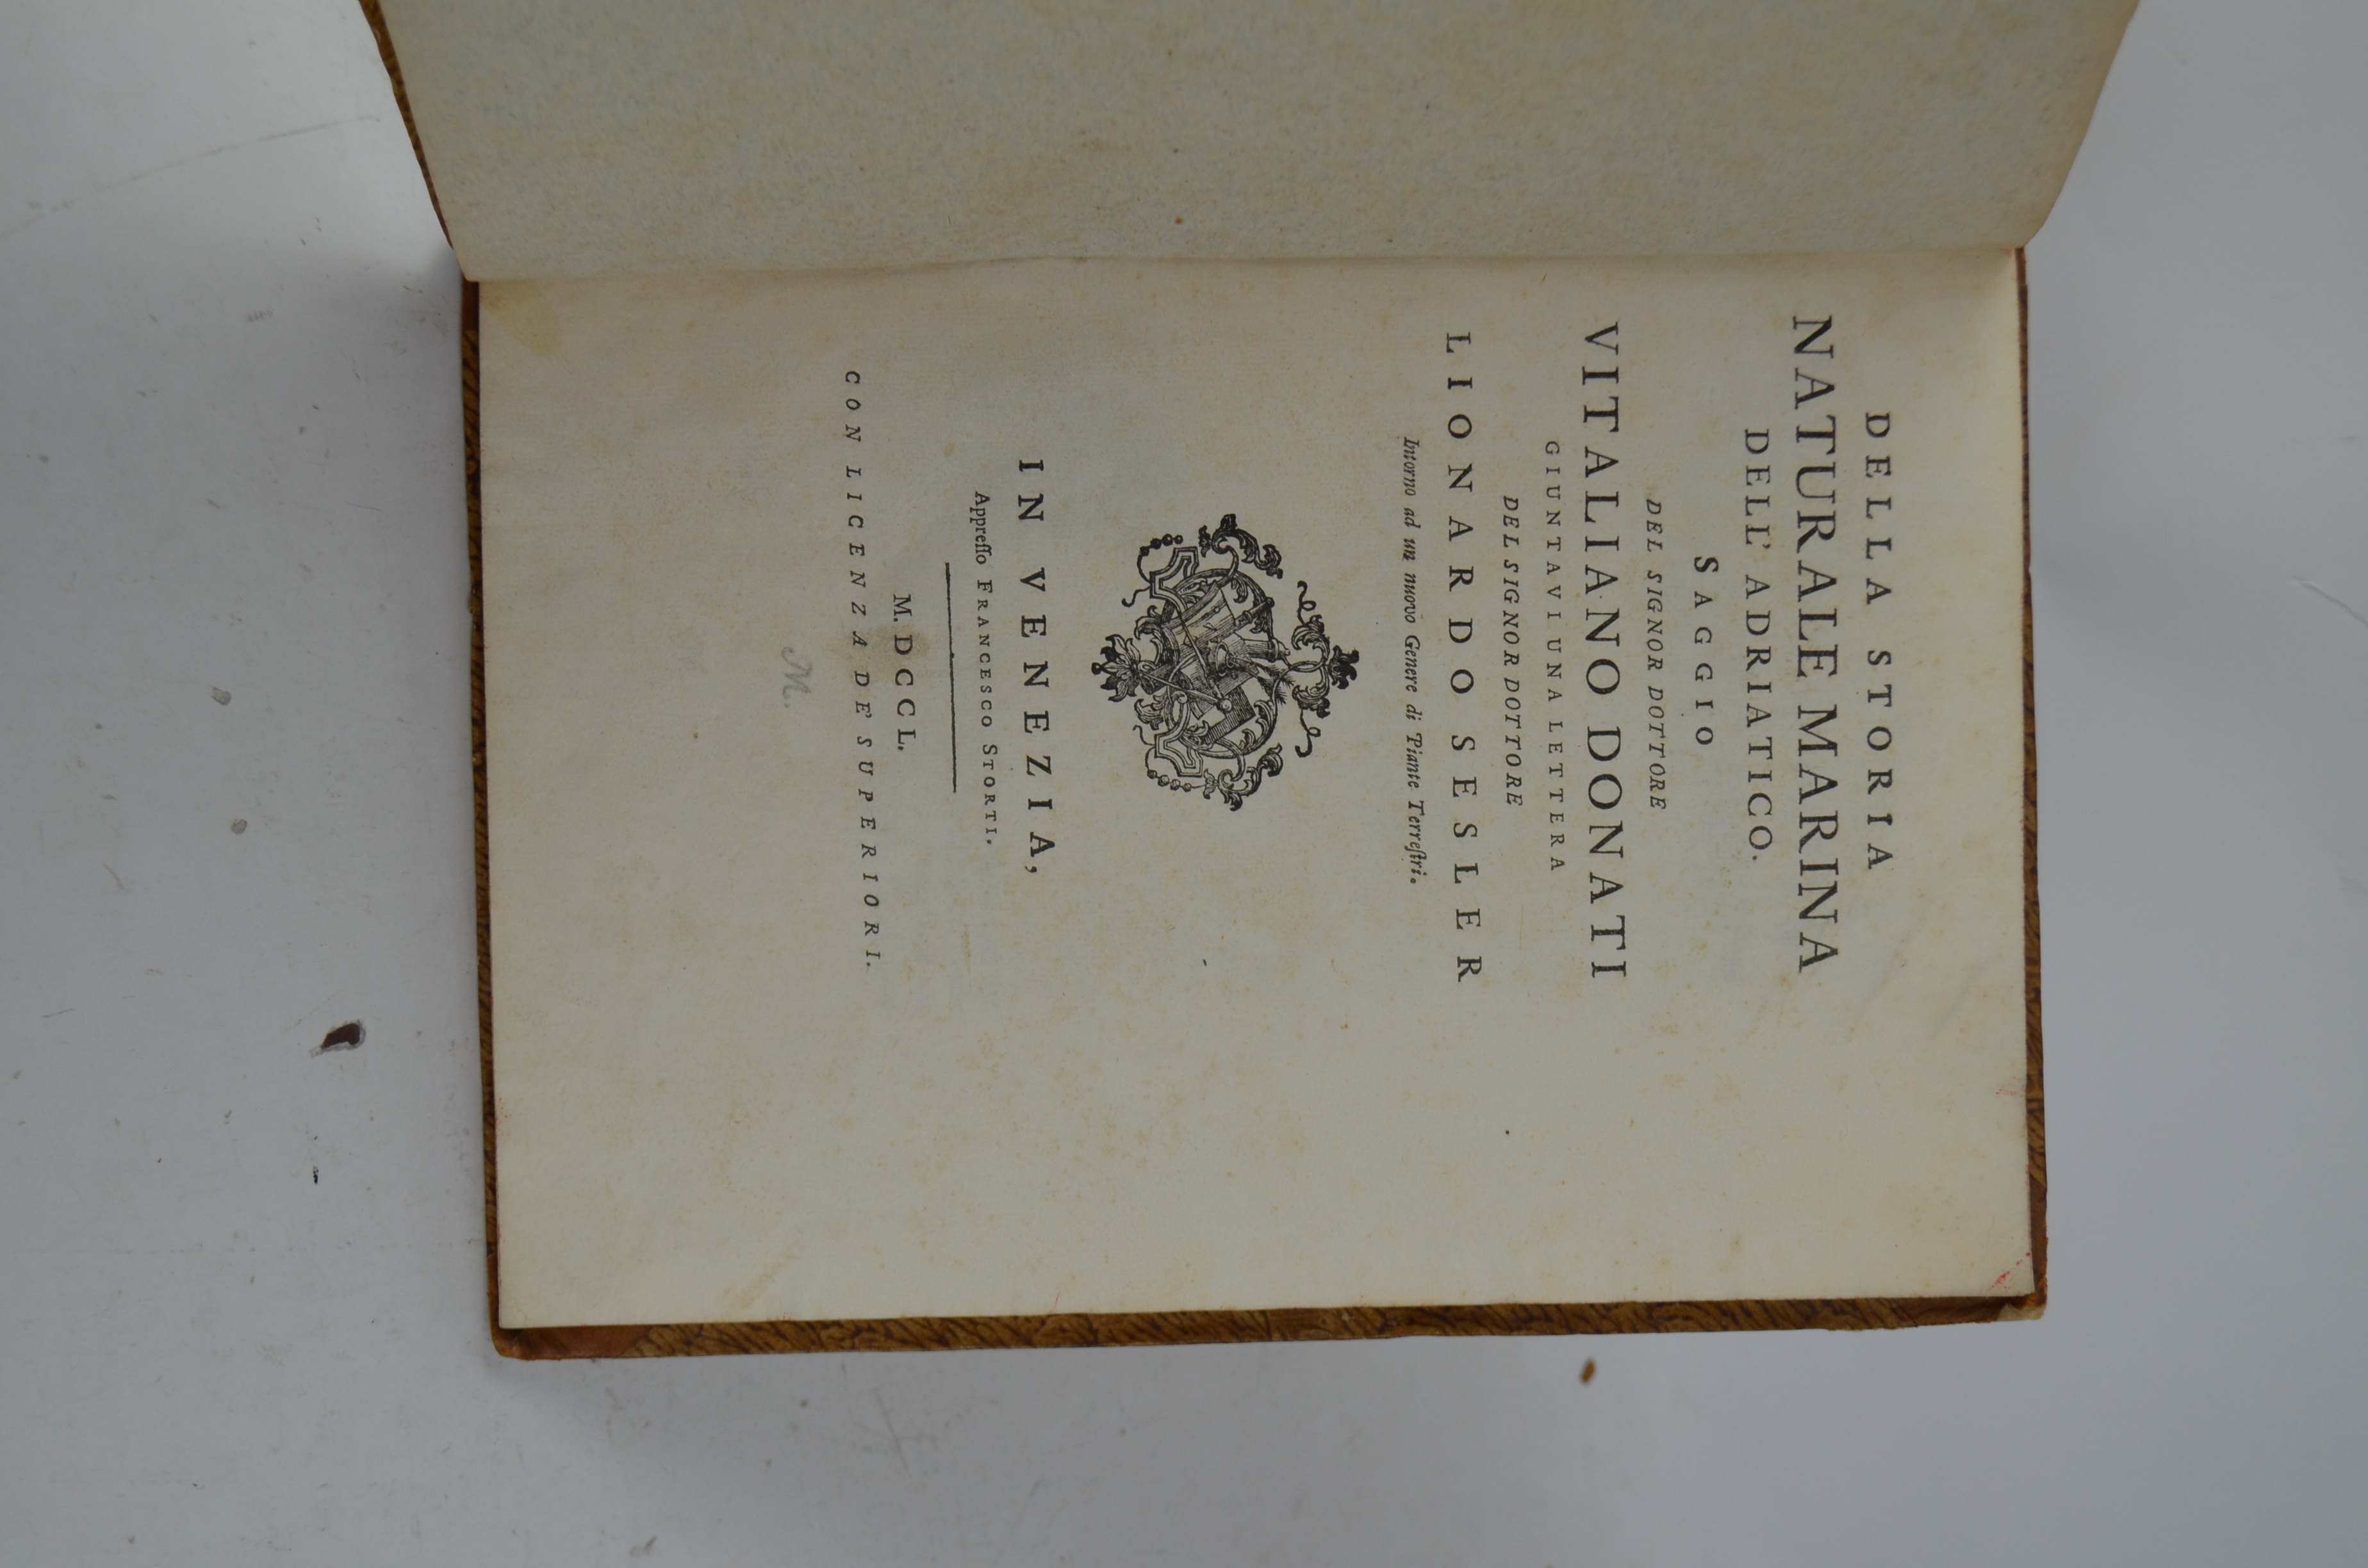 DELLA STORIA
NATURALE MARINA
DELL' ADRIATICO.
SAGGIO
DEL SIGNOR DOTTORE
VITALIANO DONATI
GIUNTAVI UNA LETTERA
DEL SIGNOR DOTTORE
LIONARDO SESLER
Intorno ad un nuovo Genere di Piante Terreſtri.
IN VENEZIA,
Appreſſo FRANCESCO STORTI.
M. DCCL.
CON LICENZA DE' SUPERIORI.
M.